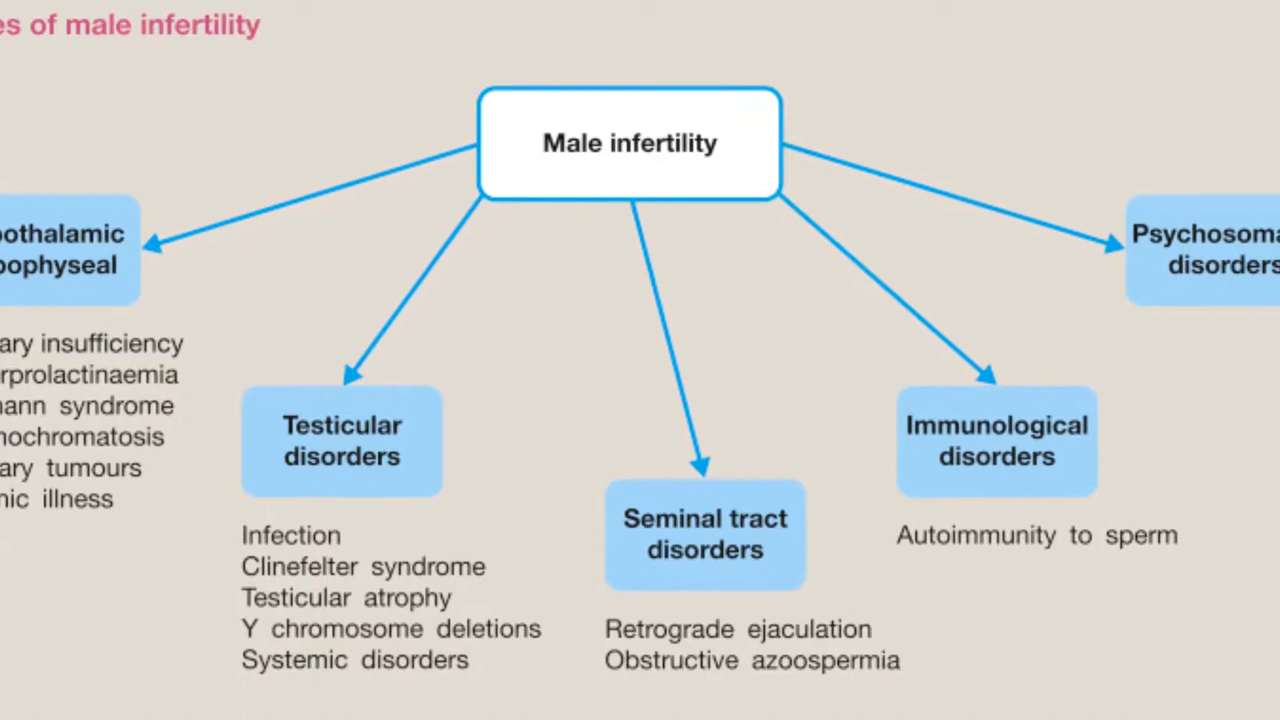 es of male infertility
Male infertility
pothalamic
pophyseal
ary insufficiency
rprolactinaemia
nann syndrome
nochromatosis
ary tumours
nic illness
Testicular
disorders
Infection
Clinefelter syndrome
Testicular atrophy
Y chromosome deletions
Systemic disorders
Seminal tract
disorders
Retrograde ejaculation
Obstructive azoospermia
Immunological
disorders
Autoimmunity to sperm
Psychosoma
disorders